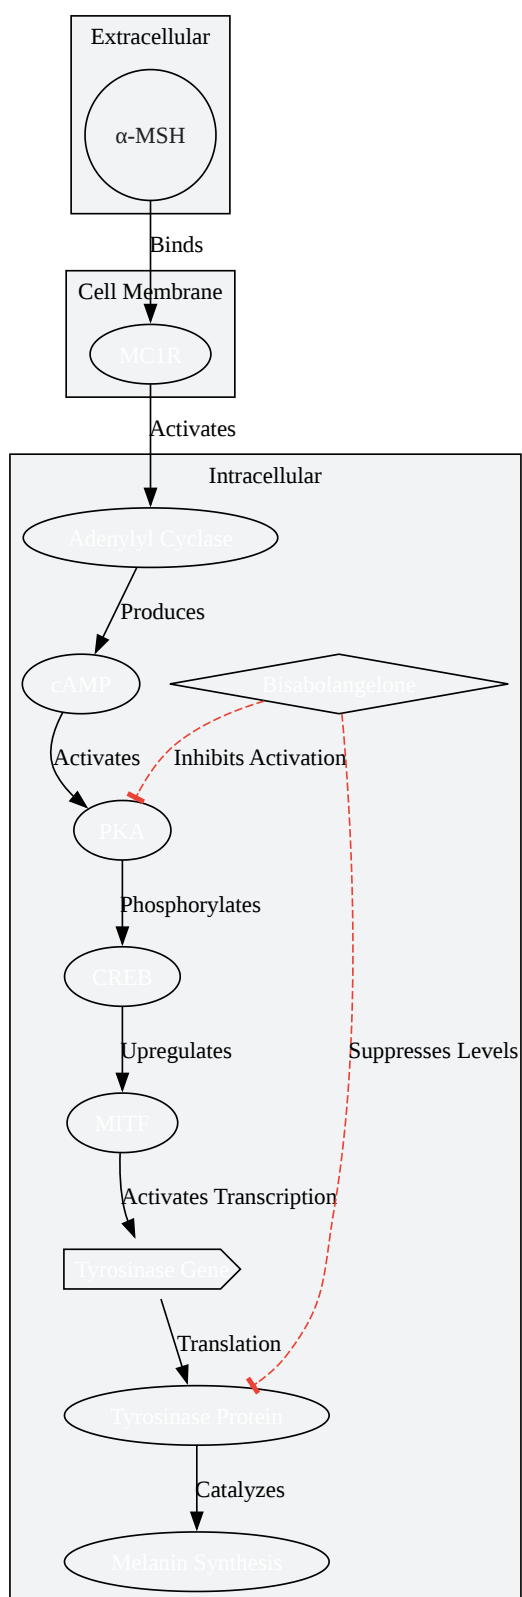 Extracellular
α-MSH
Binds
Cell Membrane
MC1R
Activates
Intracellular
Adenylyl Cyclase
Produces
cAMP
Bisabolangelone
Activates
Inhibits Activation
PKA
Phosphorylates
CREB
Upregulates
Suppresses Levels
MITF
Activates Transcription
Tyrosinase Gene
Translation
Tyrosinase Protein
Catalyzes
Melanin Synthesis